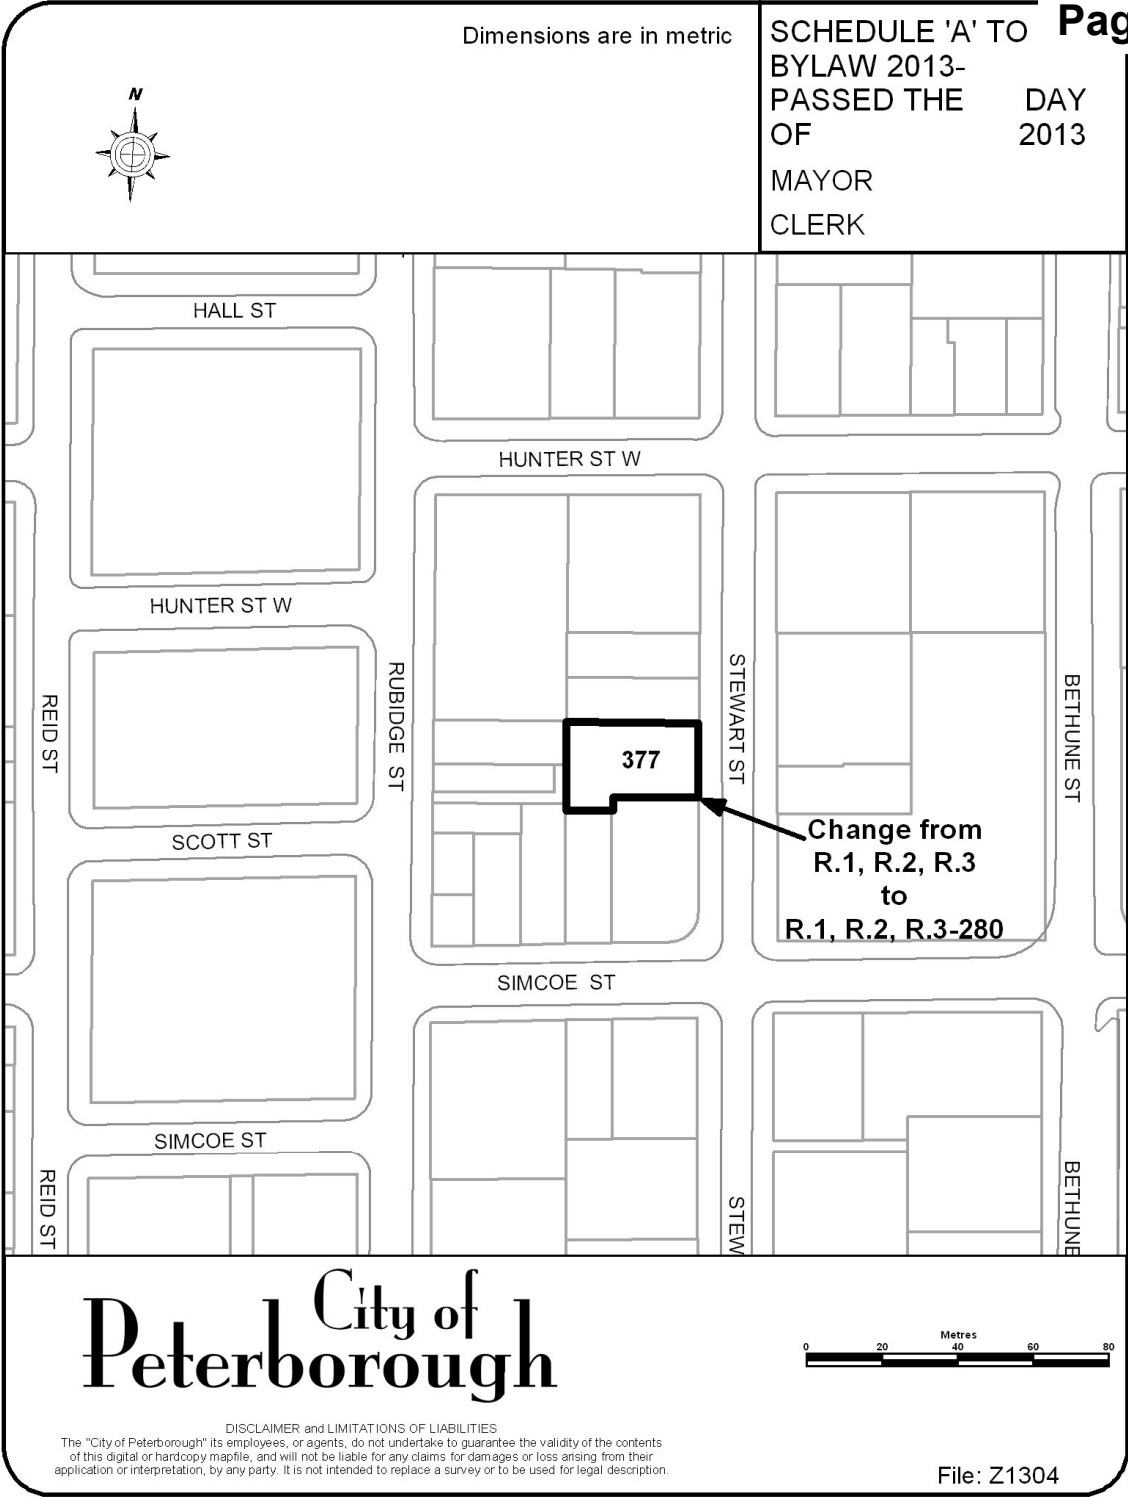 Pag
Dimensions are in metric
SCHEDULE 'A' TO
BYLAW 2013-
PASSED THE DAY
OF 2013
MAYOR
CLERK
N
HALL ST
HUNTER ST W
HUNTER ST W
REID ST
RUBIDGE ST
STEWART ST
BETHUNE ST
377
SCOTT ST
Change from
R.1, R.2, R.3
to
R.1, R.2, R.3-280
SIMCOE ST
SIMCOE ST
REID ST
STEW
BETHUNE
City of
Peterborough
Metres
0 20 40 60 80
DISCLAIMER and LIMITATIONS OF LIABILITIES
The "City of Peterborough" its employees, or agents, do not undertake to guarantee the validity of the contents
of this digital or hardcopy mapfile, and will not be liable for any claims for damages or loss arising from their
application or interpretation, by any party. It is not intended to replace a survey or to be used for legal description.
File: Z1304